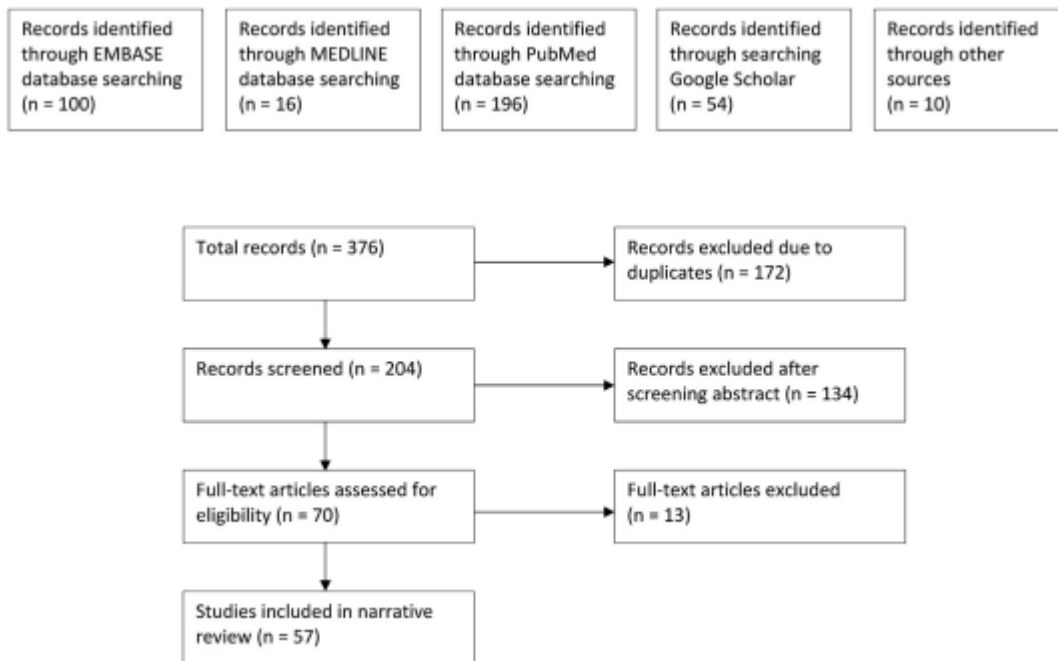 Records identified
through EMBASE
database searching
(n = 100)
Records identified
through MEDLINE
database searching
(n = 16)
Records identified
through PubMed
database searching
(n = 196)
Records identified
through searching
Google Scholar
(n = 54)
Records identified
through other
sources
(n = 10)
Total records (n = 376)
Records excluded due to
duplicates (n = 172)
Records screened (n = 204)
Records excluded after
screening abstract (n = 134)
Full-text articles assessed for
eligibility (n = 70)
Full-text articles excluded
(n = 13)
Studies included in narrative
review (n = 57)